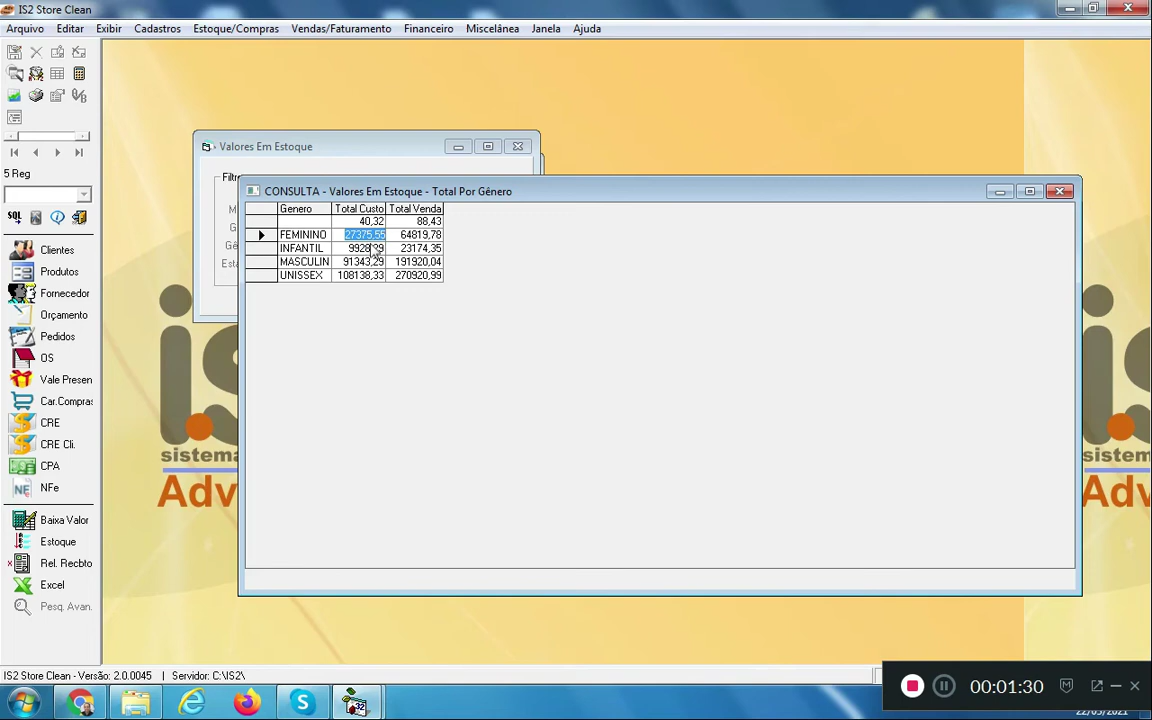 IS2 Store Clean
Arquivo Editar Exibir Cadastros Estoque/Compras Vendas/Faturamento Financeiro Miscelânea Janela Ajuda
Valores Em Estoque
Filtro
CONSULTA - Valores Em Estoque - Total Por Gênero
Genero Total Custo Total Venda
40,32 88,43
FEMININO 27375,55 64819,78
INFANTIL 23174,35
MASCULIN 91343,29 191920,04
UNISSEX 108138,33 270920,99
5 Reg
SQL
Clientes
Produtos
Fornecedor
Orçamento
Pedidos
OS
Vale Presen
Car.Compras
CRE
CRE Cli.
CPA
NFe
Baixa Valor
Estoque
Rel. Recbto
Excel
Pesq. Avan.
sistema
Adv
IS2 Store Clean - Versão: 2.0.0045 | Servidor: C:\IS2\
00:01:30